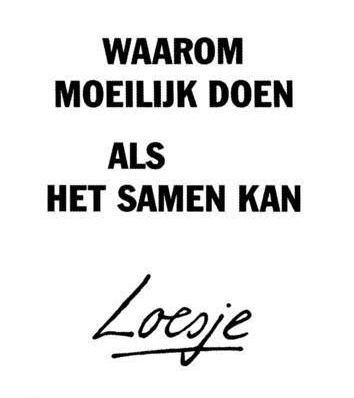 WAAROM
MOEILIJK DOEN
ALS
HET SAMEN KAN
Loesje